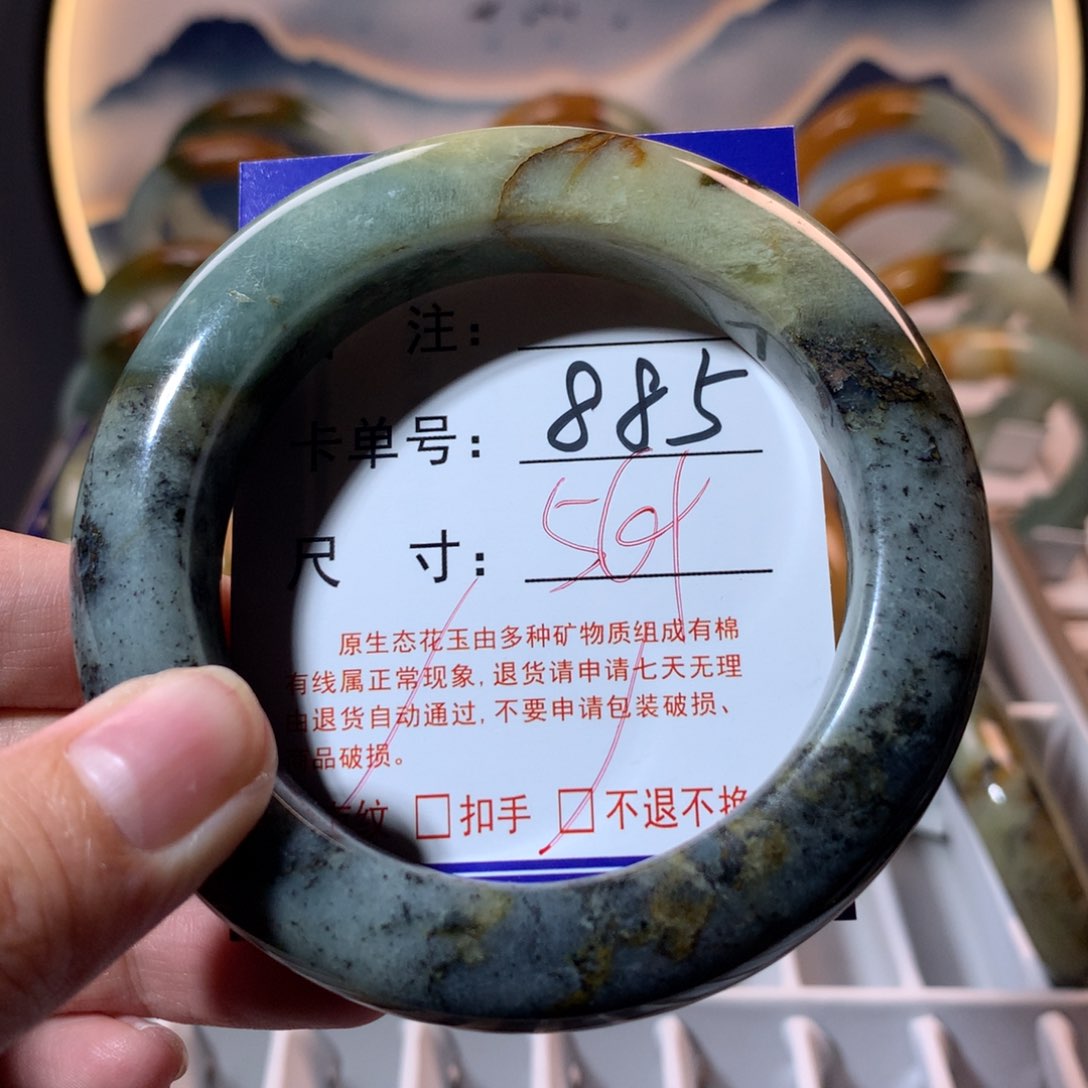 注：
卡单号： 885
尺 寸：
原生态花玉由多种矿物质组成有棉
有线属正常现象，退货请申请七天无理
由退货自动通过，不要申请包装破损、
商品破损。
纹 □扣手 □不退不换